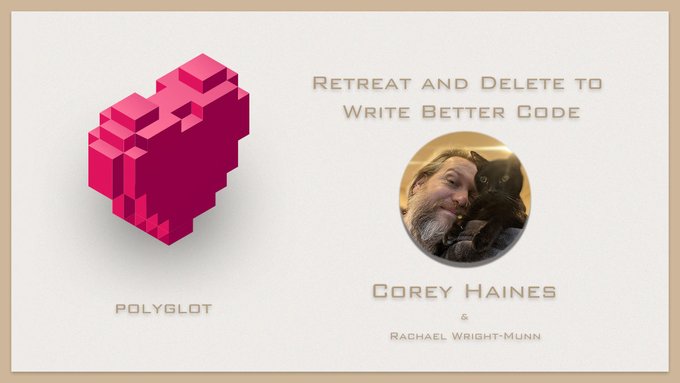 Retreat and Delete to
Write Better Code
Corey Haines
&
Rachael Wright-Munn
polyglot